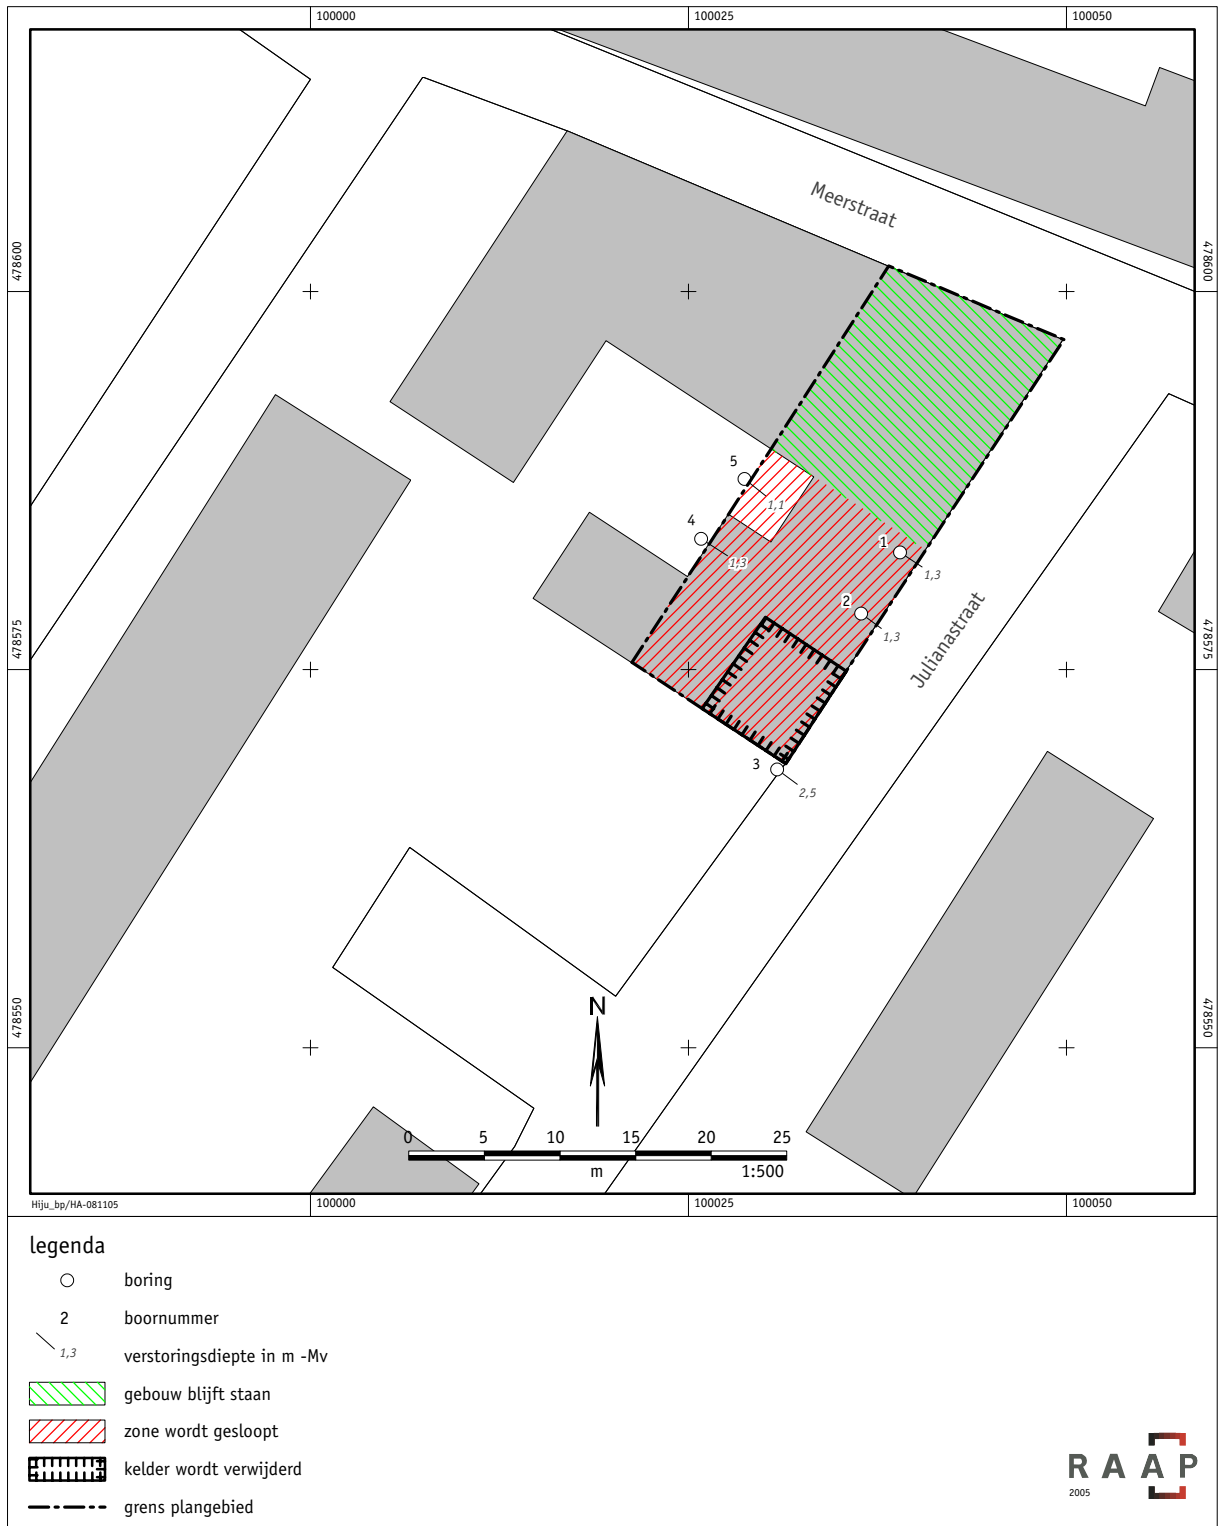 100000
100025
100050
Meerstraat
478600
478600
5
1,1
4
1,3
1
1,3
2
1,3
478575
478575
Julianastraat
3
2,5
478550
478550
N
0 5 10 15 20 25
m 1:500
Hiju_bp/HA-081105
100000
100025
100050
legenda
boring
2 boornummer
1,3 verstoringsdiepte in m -Mv
gebouw blijft staan
zone wordt gesloopt
kelder wordt verwijderd
grens plangebied
RAAP
2005